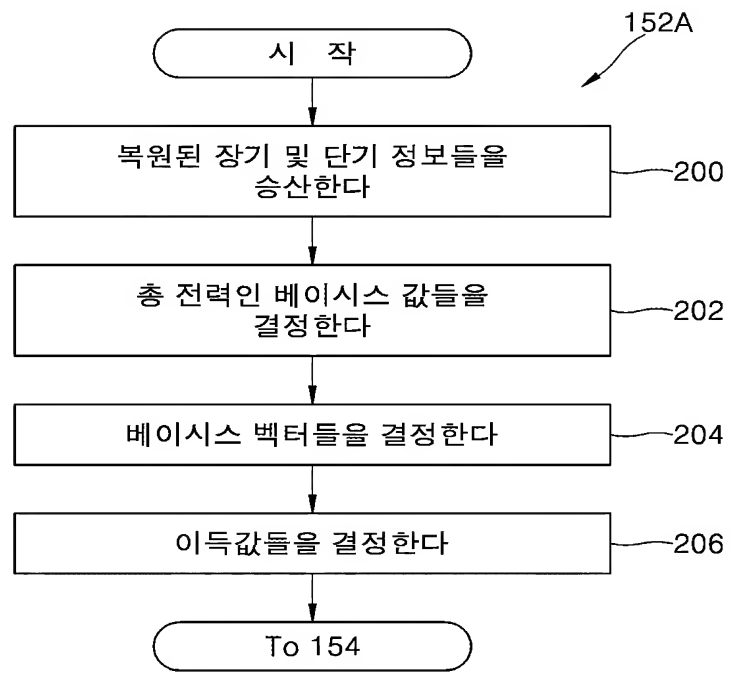 152A
시 작
복원된 장기 및 단기 정보들을
승산한다
200
총 전력인 베이시스 값들을
결정한다
202
베이시스 벡터들을 결정한다
204
이득값들을 결정한다
206
To 154